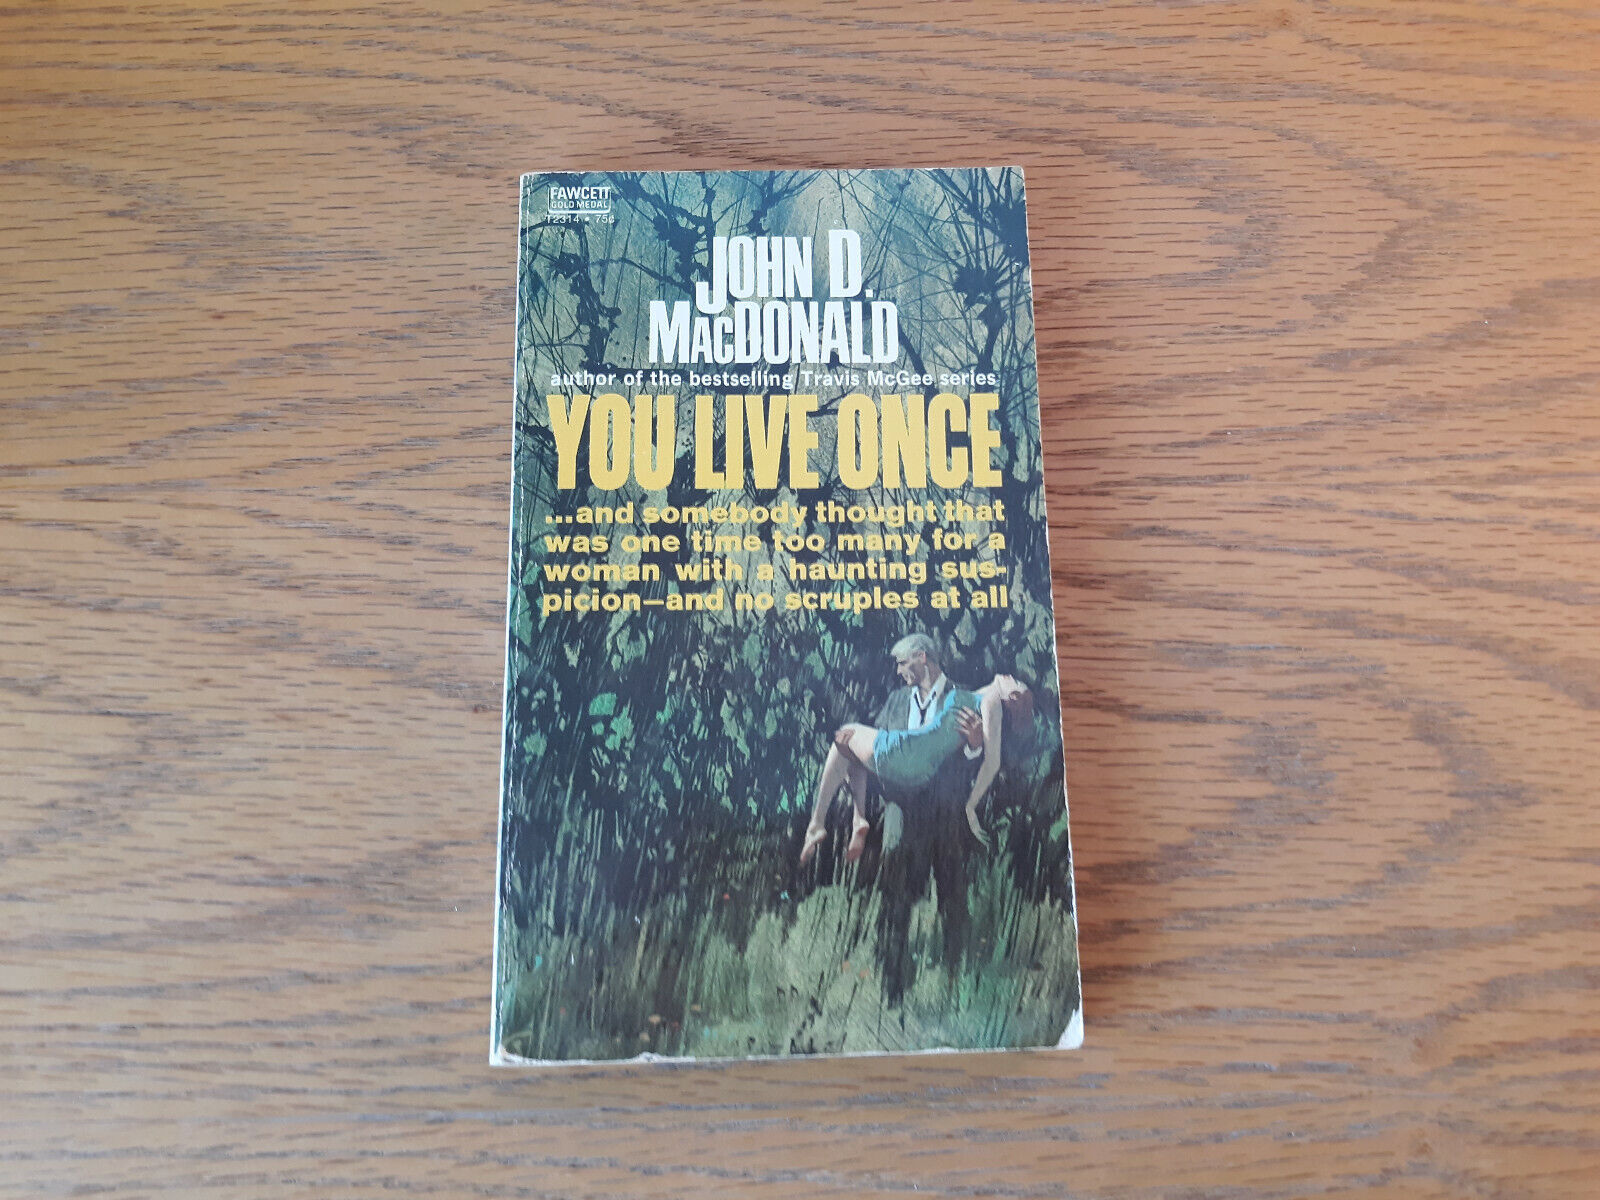 FAWCETT
GOLD MEDAL
T2314 • 75¢
JOHN D.
MACDONALD
author of the bestselling Travis McGee series
YOU LIVE ONCE
...and somebody thought that
was one time too many for a
woman with a haunting sus-
picion—and no scruples at all